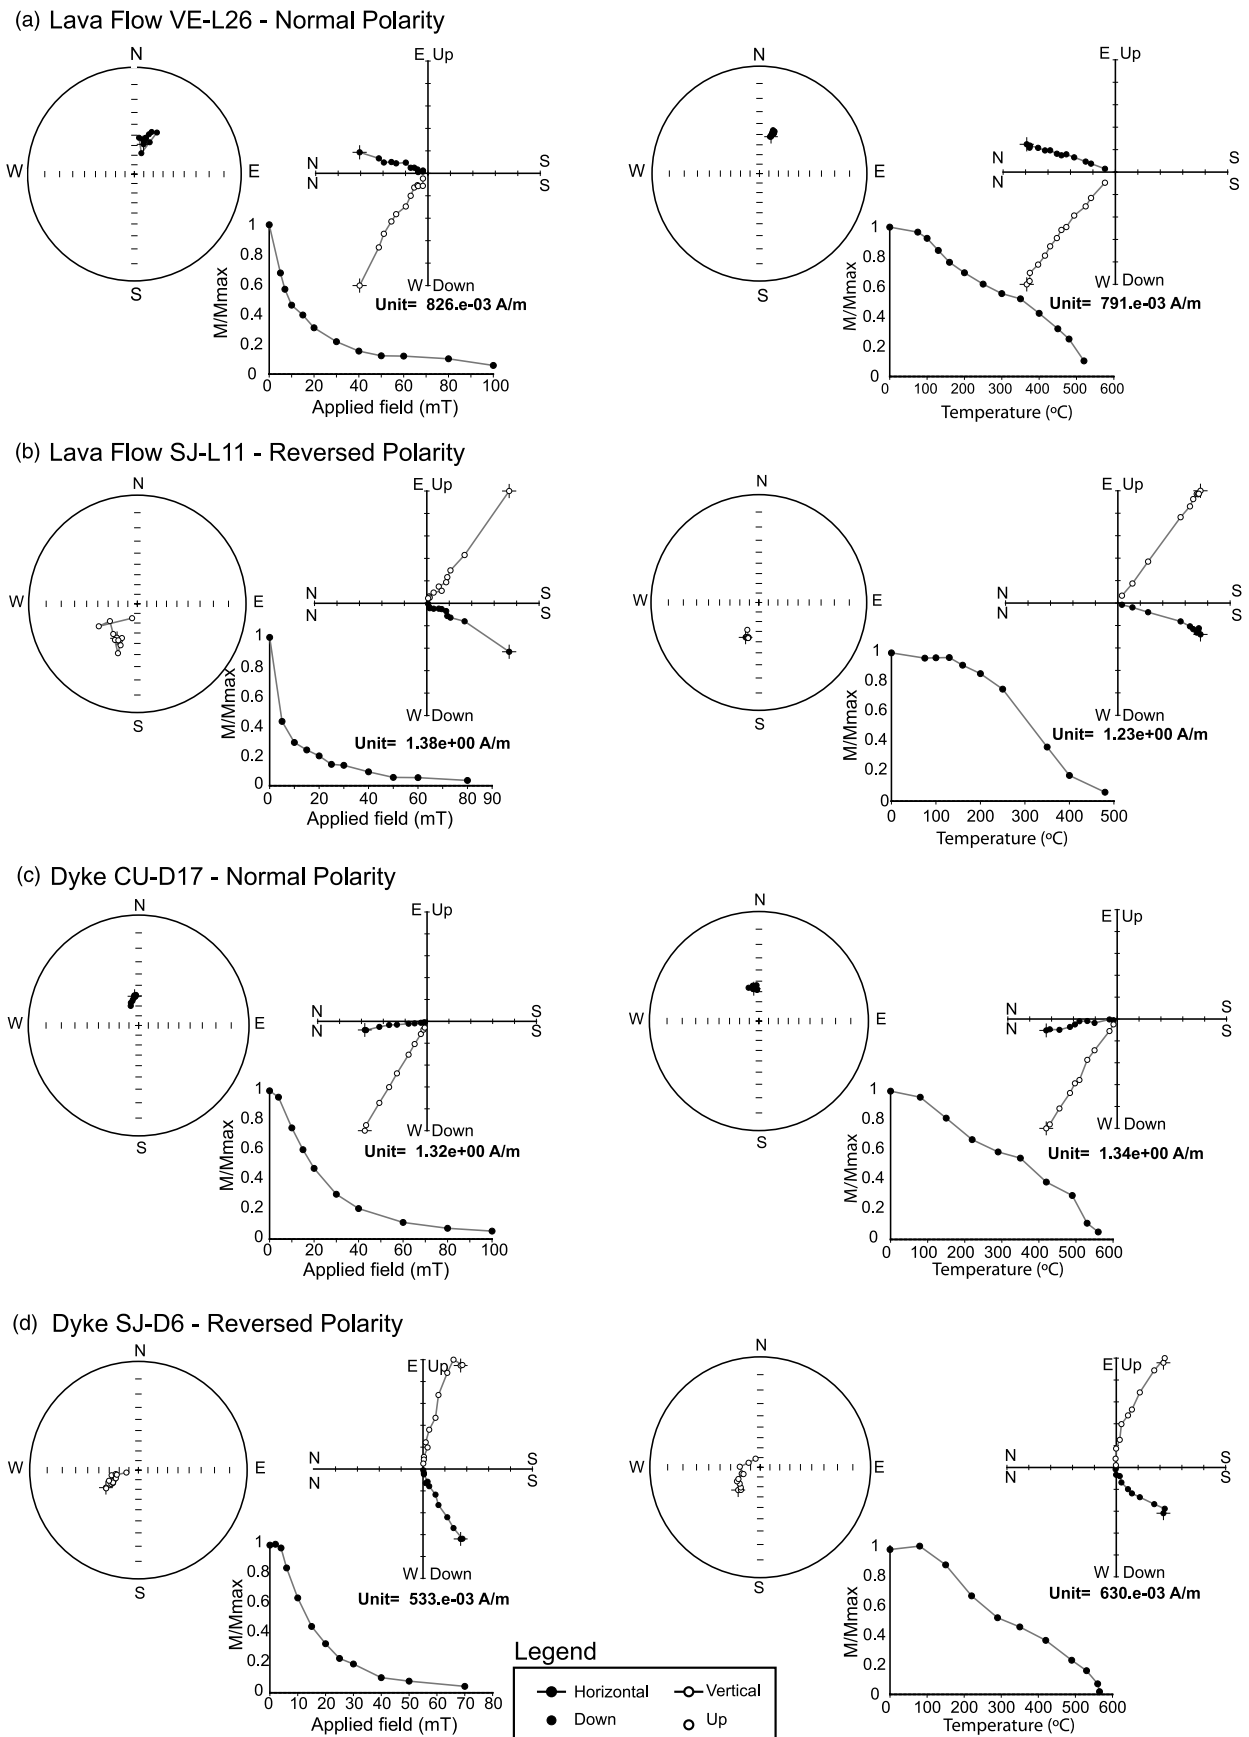 (a) Lava Flow VE-L26 - Normal Polarity
N
W
E
S
E Up
N
N
S
S
W Down
Unit= 826.e-03 A/m
M/Mmax
1
0.8
0.6
0.4
0.2
0
0 20 40 60 80 100
Applied field (mT)
N
W
E
S
E Up
N
N
S
S
W Down
Unit= 791.e-03 A/m
M/Mmax
1
0.8
0.6
0.4
0.2
0
0 100 200 300 400 500 600
Temperature (ºC)
(b) Lava Flow SJ-L11 - Reversed Polarity
N
W
E
S
E Up
N
N
S
S
W Down
Unit= 1.38e+00 A/m
M/Mmax
1
0.8
0.6
0.4
0.2
0
0 20 40 60 80 90
Applied field (mT)
N
W
E
S
E Up
N
N
S
S
W Down
Unit= 1.23e+00 A/m
M/Mmax
1
0.8
0.6
0.4
0.2
0
0 100 200 300 400 500
Temperature (ºC)
(c) Dyke CU-D17 - Normal Polarity
N
W
E
S
E Up
N
N
S
S
W Down
Unit= 1.32e+00 A/m
M/Mmax
1
0.8
0.6
0.4
0.2
0
0 20 40 60 80 100
Applied field (mT)
N
W
E
S
E Up
N
N
S
S
W Down
Unit= 1.34e+00 A/m
M/Mmax
1
0.8
0.6
0.4
0.2
0
0 100 200 300 400 500 600
Temperature (ºC)
(d) Dyke SJ-D6 - Reversed Polarity
N
W
E
S
E Up
N
N
S
S
W Down
Unit= 533.e-03 A/m
M/Mmax
1
0.8
0.6
0.4
0.2
0
0 10 20 30 40 50 60 70 80
Applied field (mT)
N
W
E
S
E Up
N
N
S
S
W Down
Unit= 630.e-03 A/m
M/Mmax
1
0.8
0.6
0.4
0.2
0
0 100 200 300 400 500 600
Temperature (ºC)
Legend
Horizontal
Vertical
Down
Up